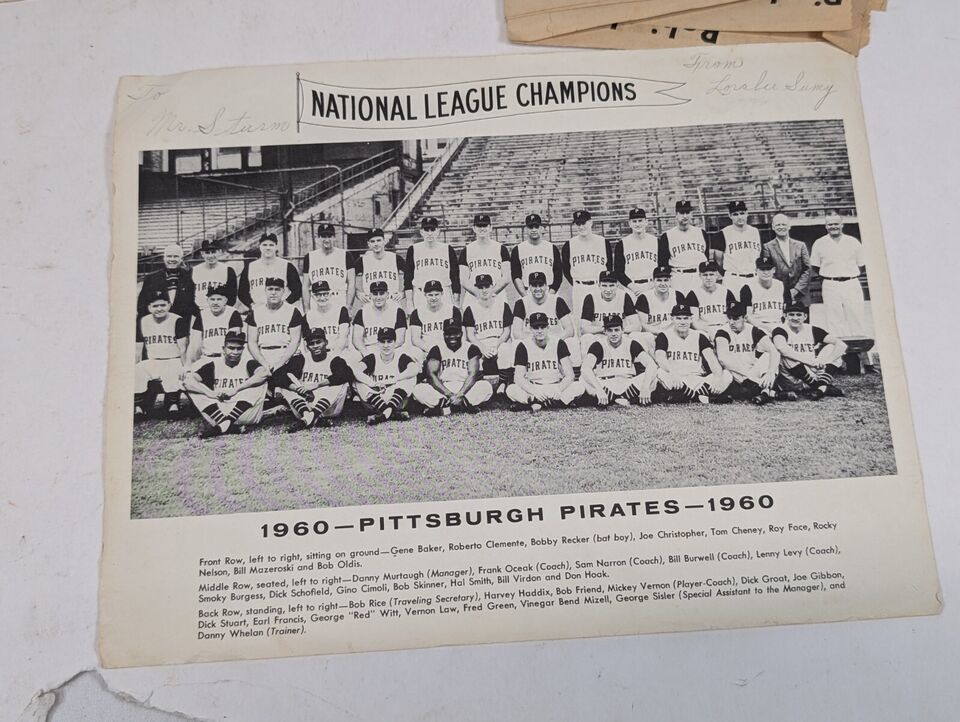 To
Mr. Sturm
NATIONAL LEAGUE CHAMPIONS
From
1960—PITTSBURGH PIRATES—1960
Front Row, left to right, sitting on ground—Gene Baker, Roberto Clemente, Bobby Recker (bat boy), Joe Christopher, Tom Cheney, Roy Face, Rocky
Nelson, Bill Mazeroski and Bob Oldis.
Middle Row, seated, left to right—Danny Murtaugh (Manager), Frank Oceak (Coach), Sam Narron (Coach), Bill Burwell (Coach), Lenny Levy (Coach),
Smoky Burgess, Dick Schofield, Gino Cimoli, Bob Skinner, Hal Smith, Bill Virdon and Don Hoak.
Back Row, standing, left to right—Bob Rice (Traveling Secretary), Harvey Haddix, Bob Friend, Mickey Vernon (Player-Coach), Dick Groat, Joe Gibbon,
Dick Stuart, Earl Francis, George "Red" Witt, Vernon Law, Fred Green, Vinegar Bend Mizell, George Sisler (Special Assistant to the Manager), and
Danny Whelan (Trainer).